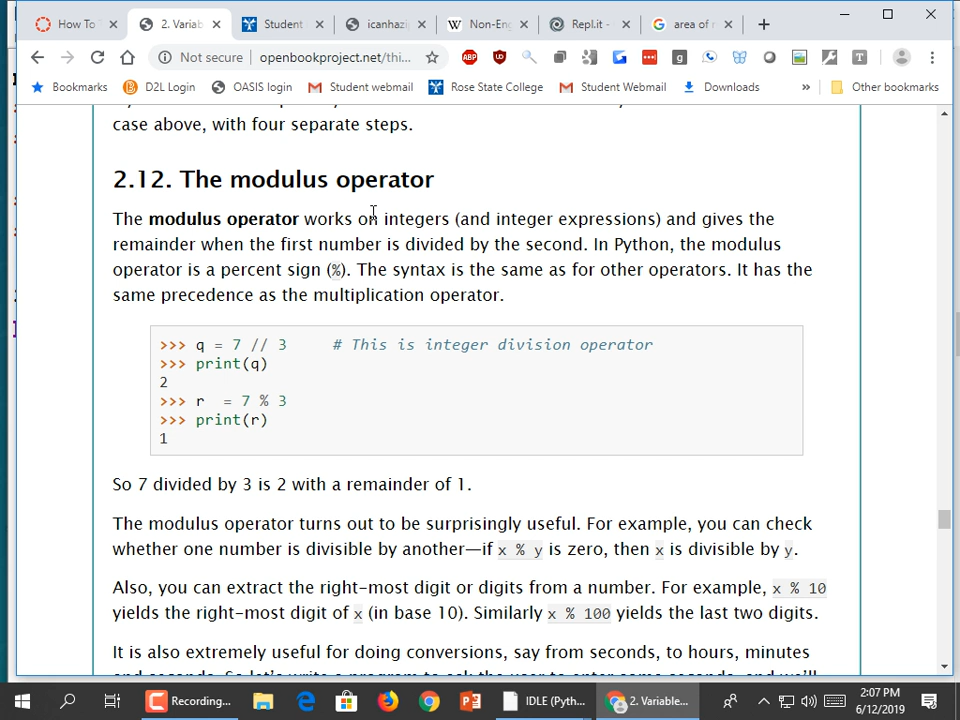 How To
2. Variab
Student
icanhazi
Non-En
Repl.it -
area of r
Not secure
openbookproject.net/thi...
Bookmarks
D2L Login
OASIS login
Student webmail
Rose State College
Student Webmail
Downloads
»
Other bookmarks
case above, with four separate steps.
2.12. The modulus operator
The modulus operator works on integers (and integer expressions) and gives the
remainder when the first number is divided by the second. In Python, the modulus
operator is a percent sign (%). The syntax is the same as for other operators. It has the
same precedence as the multiplication operator.
>>> q = 7 // 3 # This is integer division operator
>>> print(q)
2
>>> r = 7 % 3
>>> print(r)
1
So 7 divided by 3 is 2 with a remainder of 1.
The modulus operator turns out to be surprisingly useful. For example, you can check
whether one number is divisible by another—if x % y is zero, then x is divisible by y.
Also, you can extract the right-most digit or digits from a number. For example, x % 10
yields the right-most digit of x (in base 10). Similarly x % 100 yields the last two digits.
It is also extremely useful for doing conversions, say from seconds, to hours, minutes
Recording...
IDLE (Pyth...
2. Variable...
2:07 PM
6/12/2019